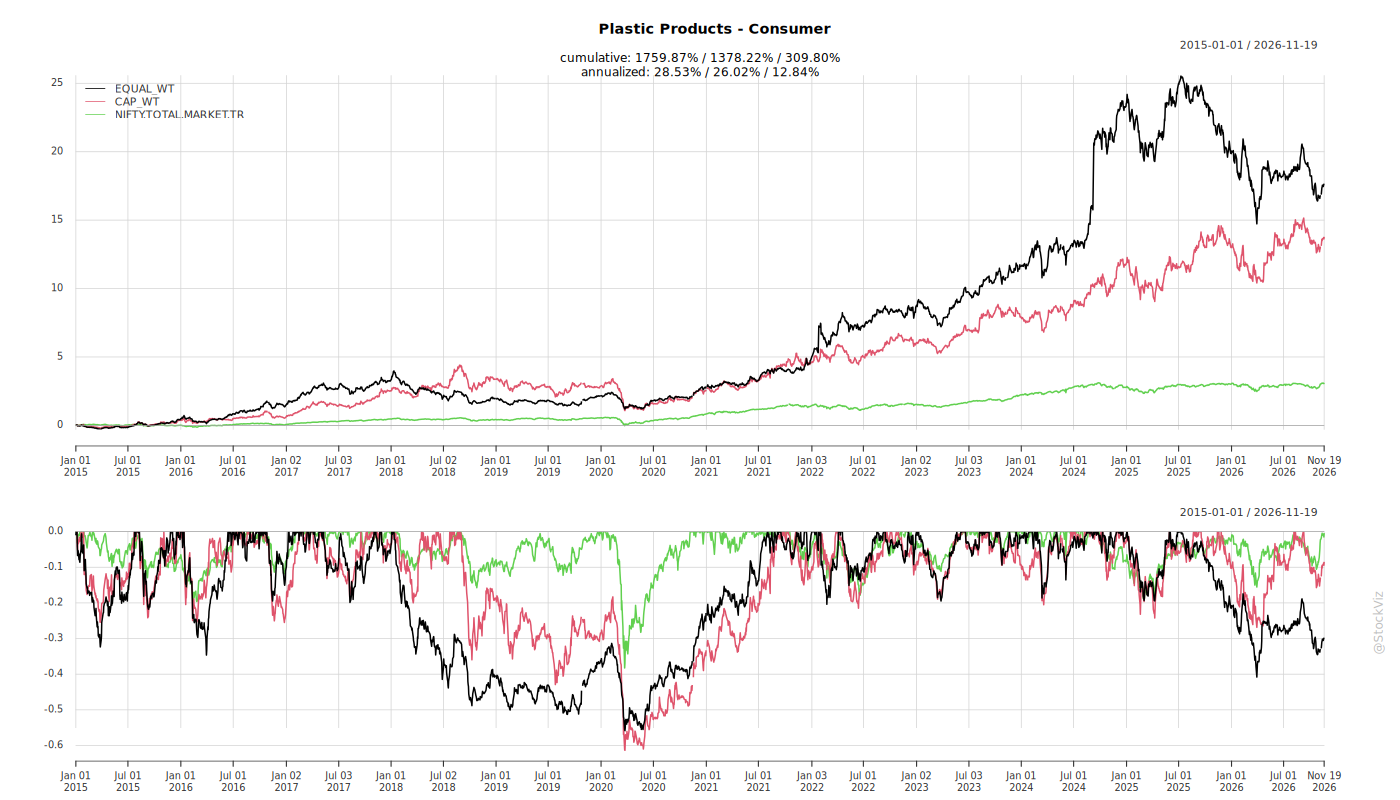 Plastic Products - Consumer
2015-01-01 / 2026-11-19
cumulative: 1759.87% / 1378.22% / 309.80%
annualized: 28.53% / 26.02% / 12.84%
EQUAL_WT
CAP_WT
NIFTY.TOTAL.MARKET.TR
25
20
15
10
5
0
Jan 01 Jul 01 Jan 01 Jul 01 Jan 02 Jul 03 Jan 01 Jul 02 Jan 01 Jul 01 Jan 01 Jul 01 Jan 01 Jul 01 Jan 03 Jul 01 Jan 02 Jul 03 Jan 01 Jul 01 Jan 01 Jul 01 Jan 01 Jul 01 Nov 19
2015 2015 2016 2016 2017 2017 2018 2018 2019 2019 2020 2020 2021 2021 2022 2022 2023 2023 2024 2024 2025 2025 2026 2026 2026
2015-01-01 / 2026-11-19
0.0
-0.1
-0.2
-0.3
-0.4
-0.5
-0.6
Jan 01 Jul 01 Jan 01 Jul 01 Jan 02 Jul 03 Jan 01 Jul 02 Jan 01 Jul 01 Jan 01 Jul 01 Jan 01 Jul 01 Jan 03 Jul 01 Jan 02 Jul 03 Jan 01 Jul 01 Jan 01 Jul 01 Jan 01 Jul 01 Nov 19
2015 2015 2016 2016 2017 2017 2018 2018 2019 2019 2020 2020 2021 2021 2022 2022 2023 2023 2024 2024 2025 2025 2026 2026 2026
@StockViz